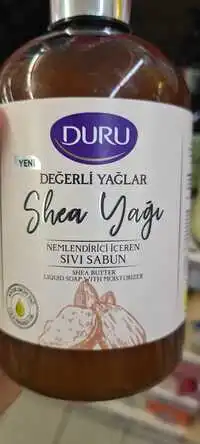 DURU
YENİ
DEĞERLİ YAĞLAR
Shea Yağı
NEMLENDİRİCİ İÇEREN
SIVI SABUN
SHEA BUTTER
LIQUID SOAP WITH MOISTURIZER